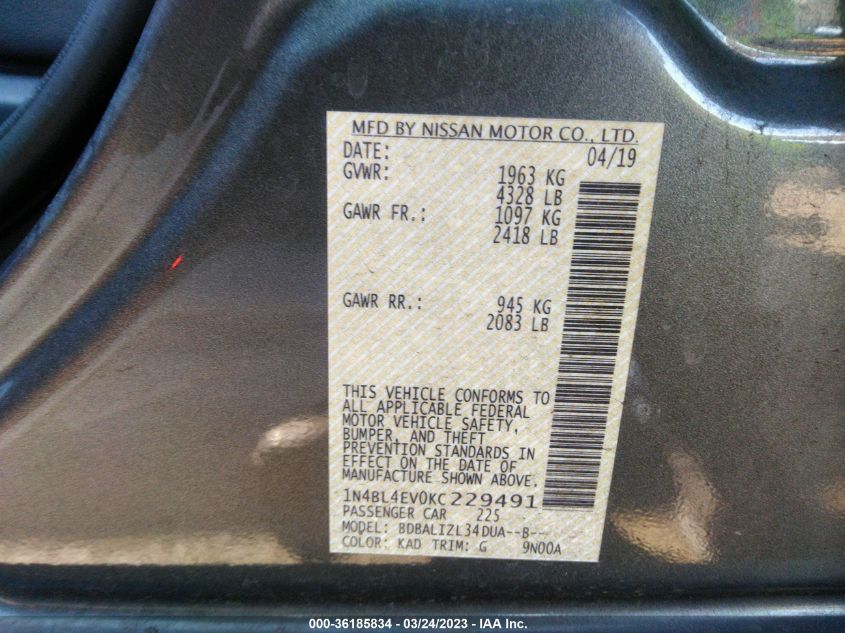 MFD BY NISSAN MOTOR CO., LTD.
DATE: 04/19
GVWR: 1963 KG
4328 LB
GAWR FR.: 1097 KG
2418 LB
GAWR RR.: 945 KG
2083 LB
THIS VEHICLE CONFORMS TO
ALL APPLICABLE FEDERAL
MOTOR VEHICLE SAFETY,
BUMPER, AND THEFT
PREVENTION STANDARDS IN
EFFECT ON THE DATE OF
MANUFACTURE SHOWN ABOVE.
1N4BL4EV0KC229491
PASSENGER CAR 225
MODEL: BDBALIZL34DUA--B--
COLOR: KAD TRIM: G 9N00A
000-36185834 / 03/24/2023 - IAA Inc.